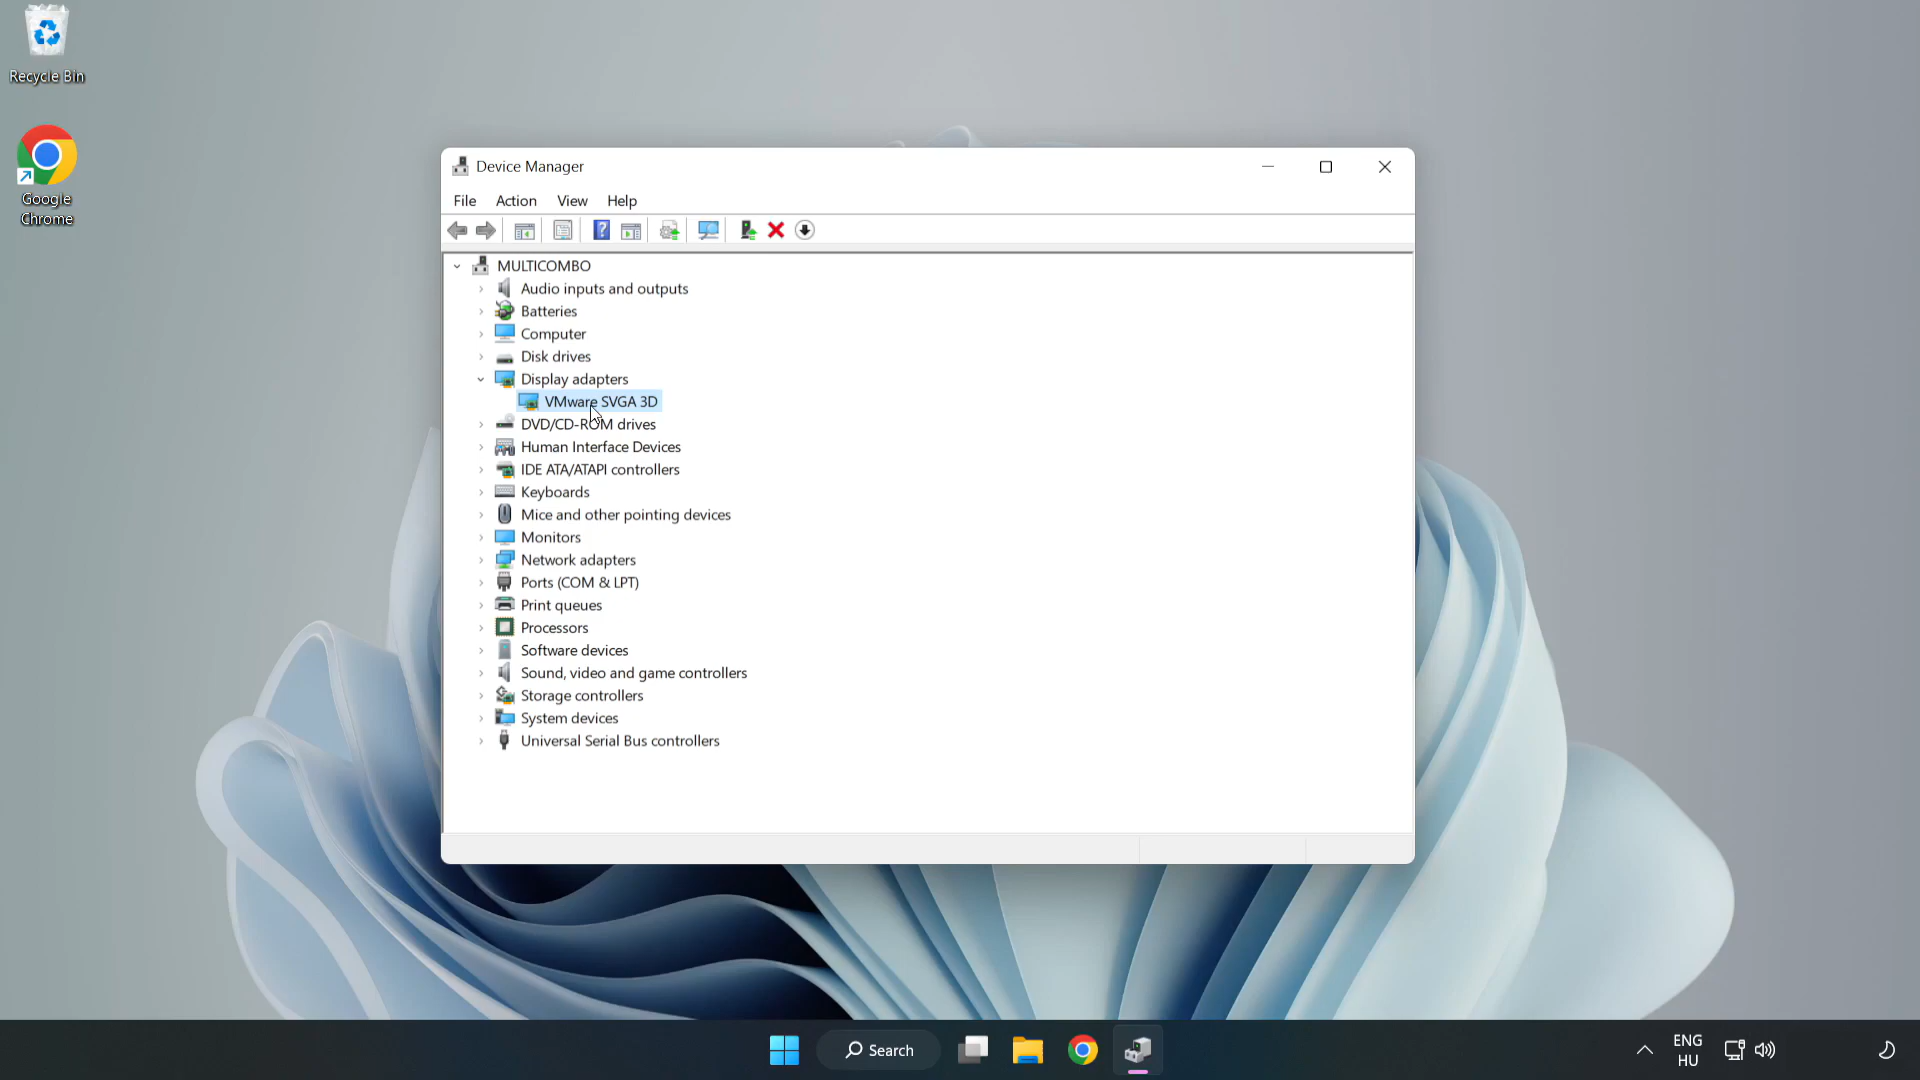 Recycle Bin
Google
Chrome
Device Manager
File Action View Help
MULTICOMBO
Audio inputs and outputs
Batteries
Computer
Disk drives
Display adapters
VMware SVGA 3D
DVD/CD-ROM drives
Human Interface Devices
IDE ATA/ATAPI controllers
Keyboards
Mice and other pointing devices
Monitors
Network adapters
Ports (COM & LPT)
Print queues
Processors
Software devices
Sound, video and game controllers
Storage controllers
System devices
Universal Serial Bus controllers
Search
ENG
HU